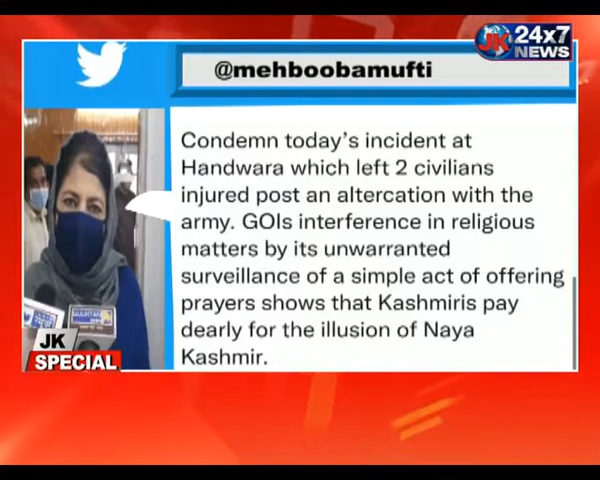 JK 24x7
NEWS
@mehboobamufti
Condemn today's incident at
Handwara which left 2 civilians
injured post an altercation with the
army. GOIs interference in religious
matters by its unwarranted
surveillance of a simple act of offering
prayers shows that Kashmiris pay
dearly for the illusion of Naya
Kashmir.
JK
SPECIAL